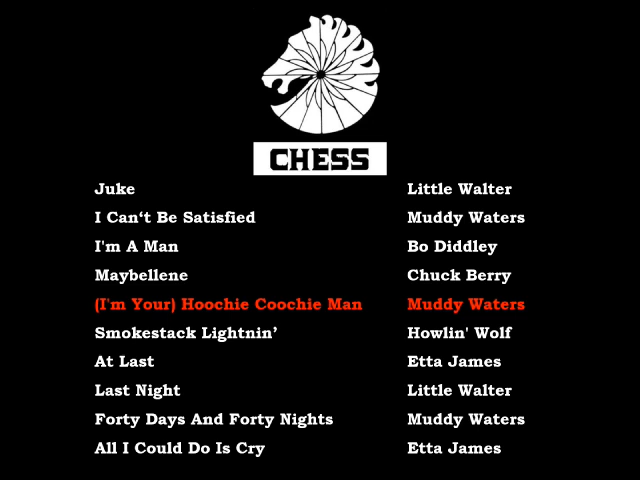 CHESS
Juke Little Walter
I Can‘t Be Satisfied Muddy Waters
I'm A Man Bo Diddley
Maybellene Chuck Berry
(I'm Your) Hoochie Coochie Man Muddy Waters
Smokestack Lightnin’ Howlin' Wolf
At Last Etta James
Last Night Little Walter
Forty Days And Forty Nights Muddy Waters
All I Could Do Is Cry Etta James